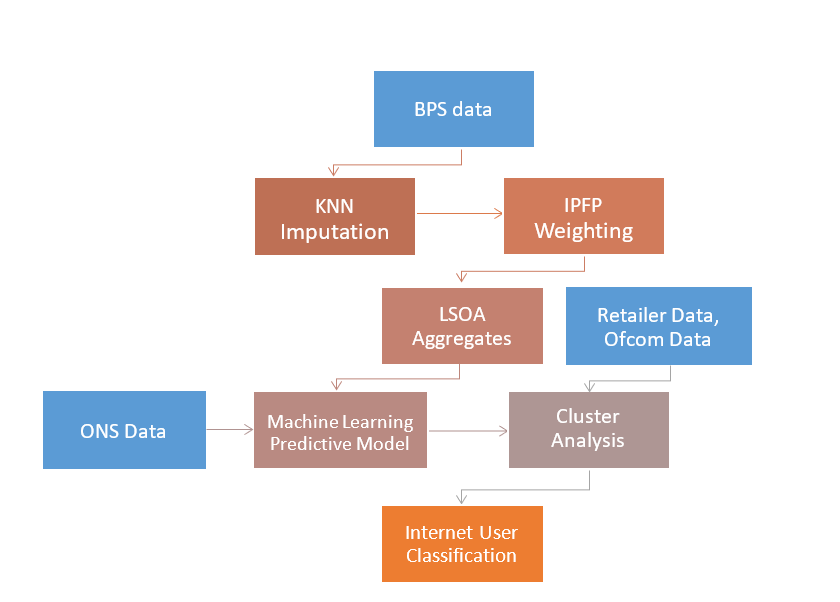 BPS data
KNN
Imputation
IPFP
Weighting
LSOA
Aggregates
Retailer Data,
Ofcom Data
ONS Data
Machine Learning
Predictive Model
Cluster
Analysis
Internet User
Classification